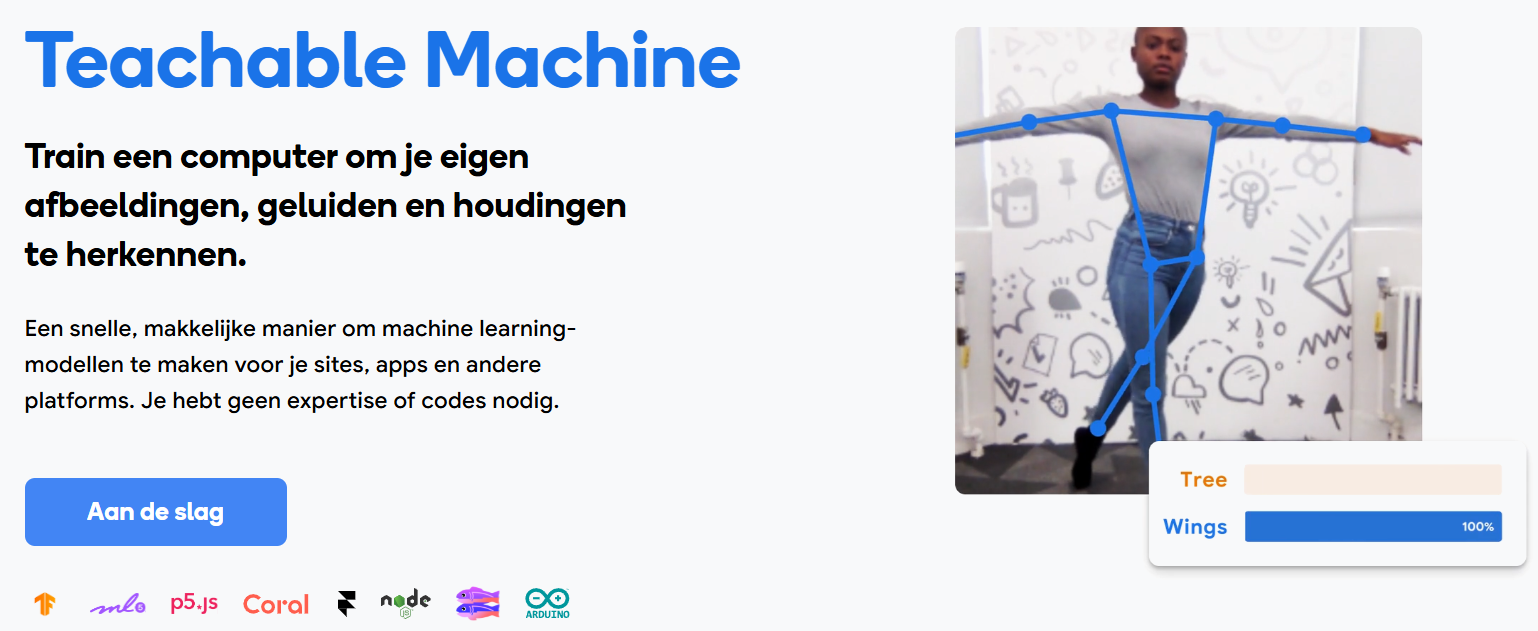 Teachable Machine
Train een computer om je eigen
afbeeldingen, geluiden en houdingen
te herkennen.
Een snelle, makkelijke manier om machine learning-
modellen te maken voor je sites, apps en andere
platforms. Je hebt geen expertise of codes nodig.
Aan de slag
ml5 p5.js Coral node JS ARDUINO
Tree
Wings 100%